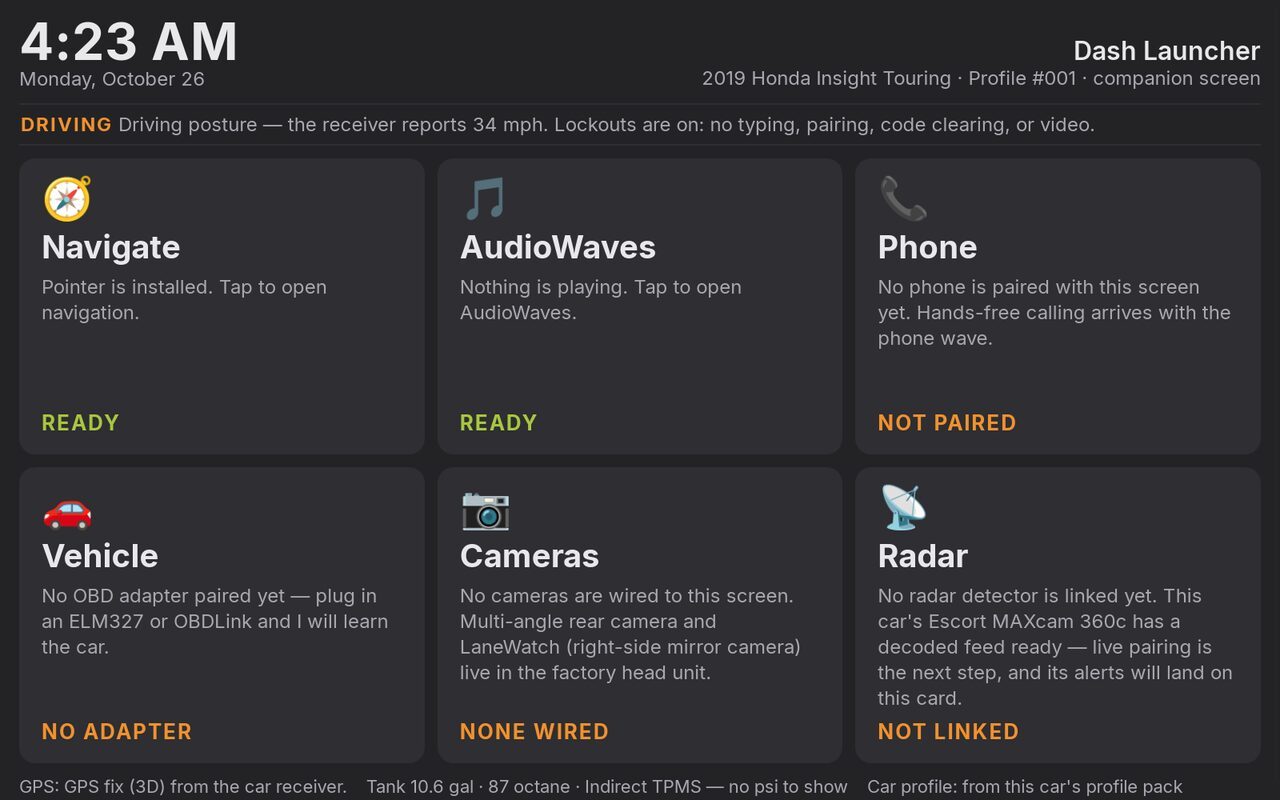 4:23 AM
Monday, October 26
Dash Launcher
2019 Honda Insight Touring · Profile #001 · companion screen
DRIVING Driving posture — the receiver reports 34 mph. Lockouts are on: no typing, pairing, code clearing, or video.
Navigate
Pointer is installed. Tap to open
navigation.
READY
AudioWaves
Nothing is playing. Tap to open
AudioWaves.
READY
Phone
No phone is paired with this screen
yet. Hands-free calling arrives with the
phone wave.
NOT PAIRED
Vehicle
No OBD adapter paired yet — plug in
an ELM327 or OBDLink and I will learn
the car.
NO ADAPTER
Cameras
No cameras are wired to this screen.
Multi-angle rear camera and
LaneWatch (right-side mirror camera)
live in the factory head unit.
NONE WIRED
Radar
No radar detector is linked yet. This
car's Escort MAXcam 360c has a
decoded feed ready — live pairing is
the next step, and its alerts will land on
this card.
NOT LINKED
GPS: GPS fix (3D) from the car receiver. Tank 10.6 gal · 87 octane · Indirect TPMS — no psi to show Car profile: from this car's profile pack